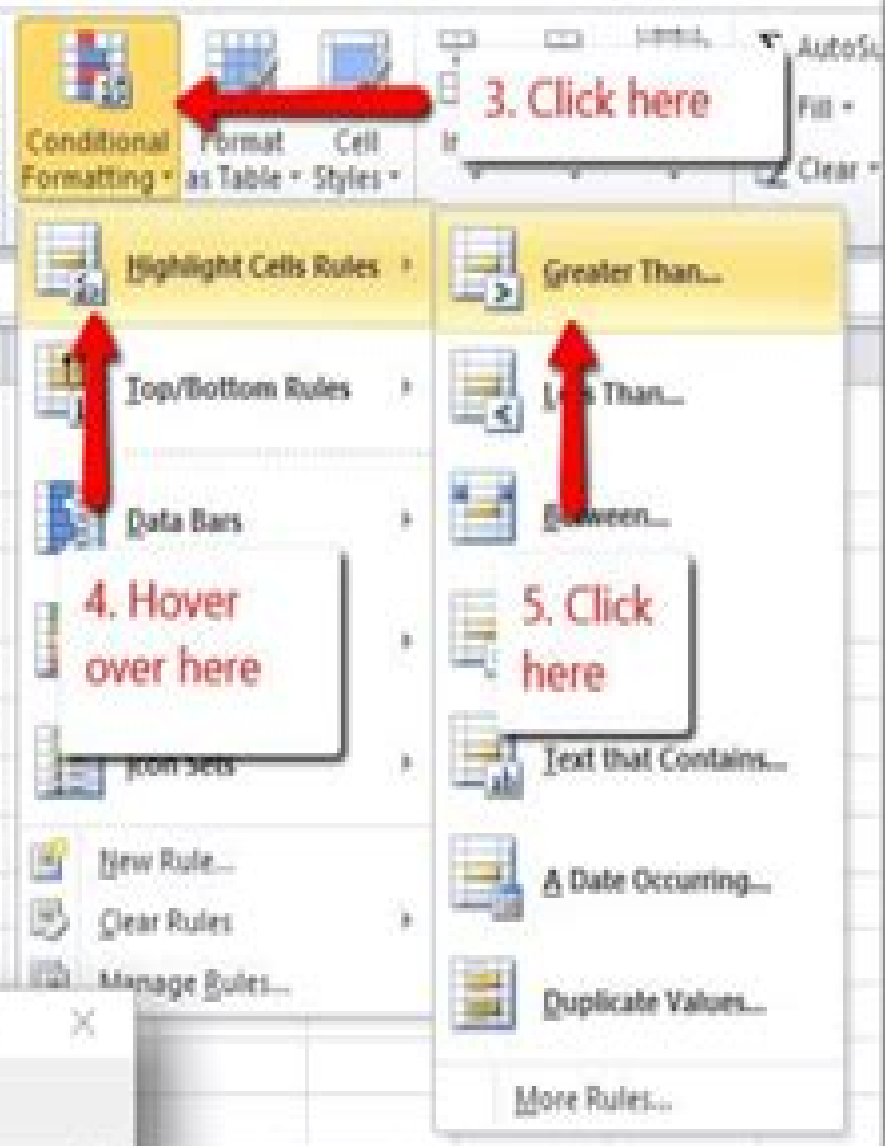 Conditional
Formatting
Format
as Table
Cell
Styles
3. Click here
Fill
Clear
Highlight Cells Rules
Top/Bottom Rules
Data Bars
4. Hover
over here
Icon Sets
New Rule...
Clear Rules
Manage Rules...
Greater Than...
Than...
5. Click
here
Text that Contains...
A Date Occurring...
Duplicate Values...
More Rules...